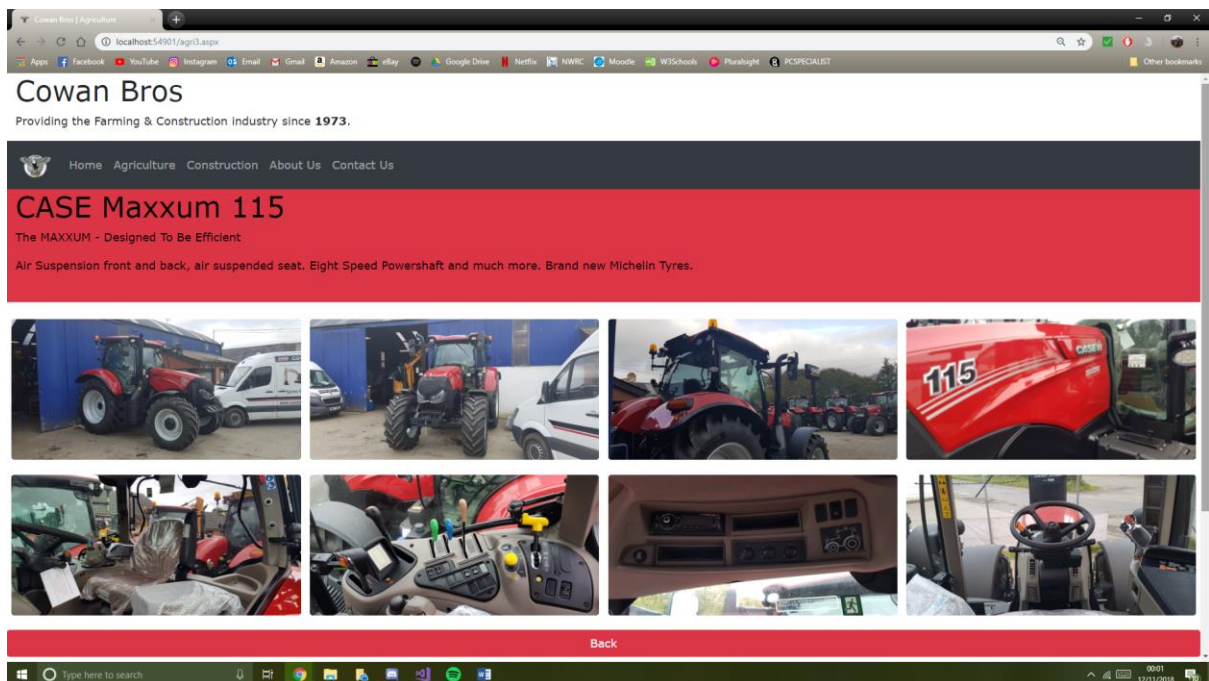 Cowan Bros | Agriculture
localhost:54901/agri3.aspx
Apps Facebook YouTube Instagram Email Gmail Amazon eBay Google Drive Netflix NWRC Moodle W3Schools Pluralsight PCSPECIALIST Other bookmarks
Cowan Bros
Providing the Farming & Construction industry since 1973.
Home Agriculture Construction About Us Contact Us
CASE Maxxum 115
The MAXXUM - Designed To Be Efficient
Air Suspension front and back, air suspended seat. Eight Speed Powershaft and much more. Brand new Michelin Tyres.
115
CASE IH
Back
Type here to search
00:01
12/11/2018